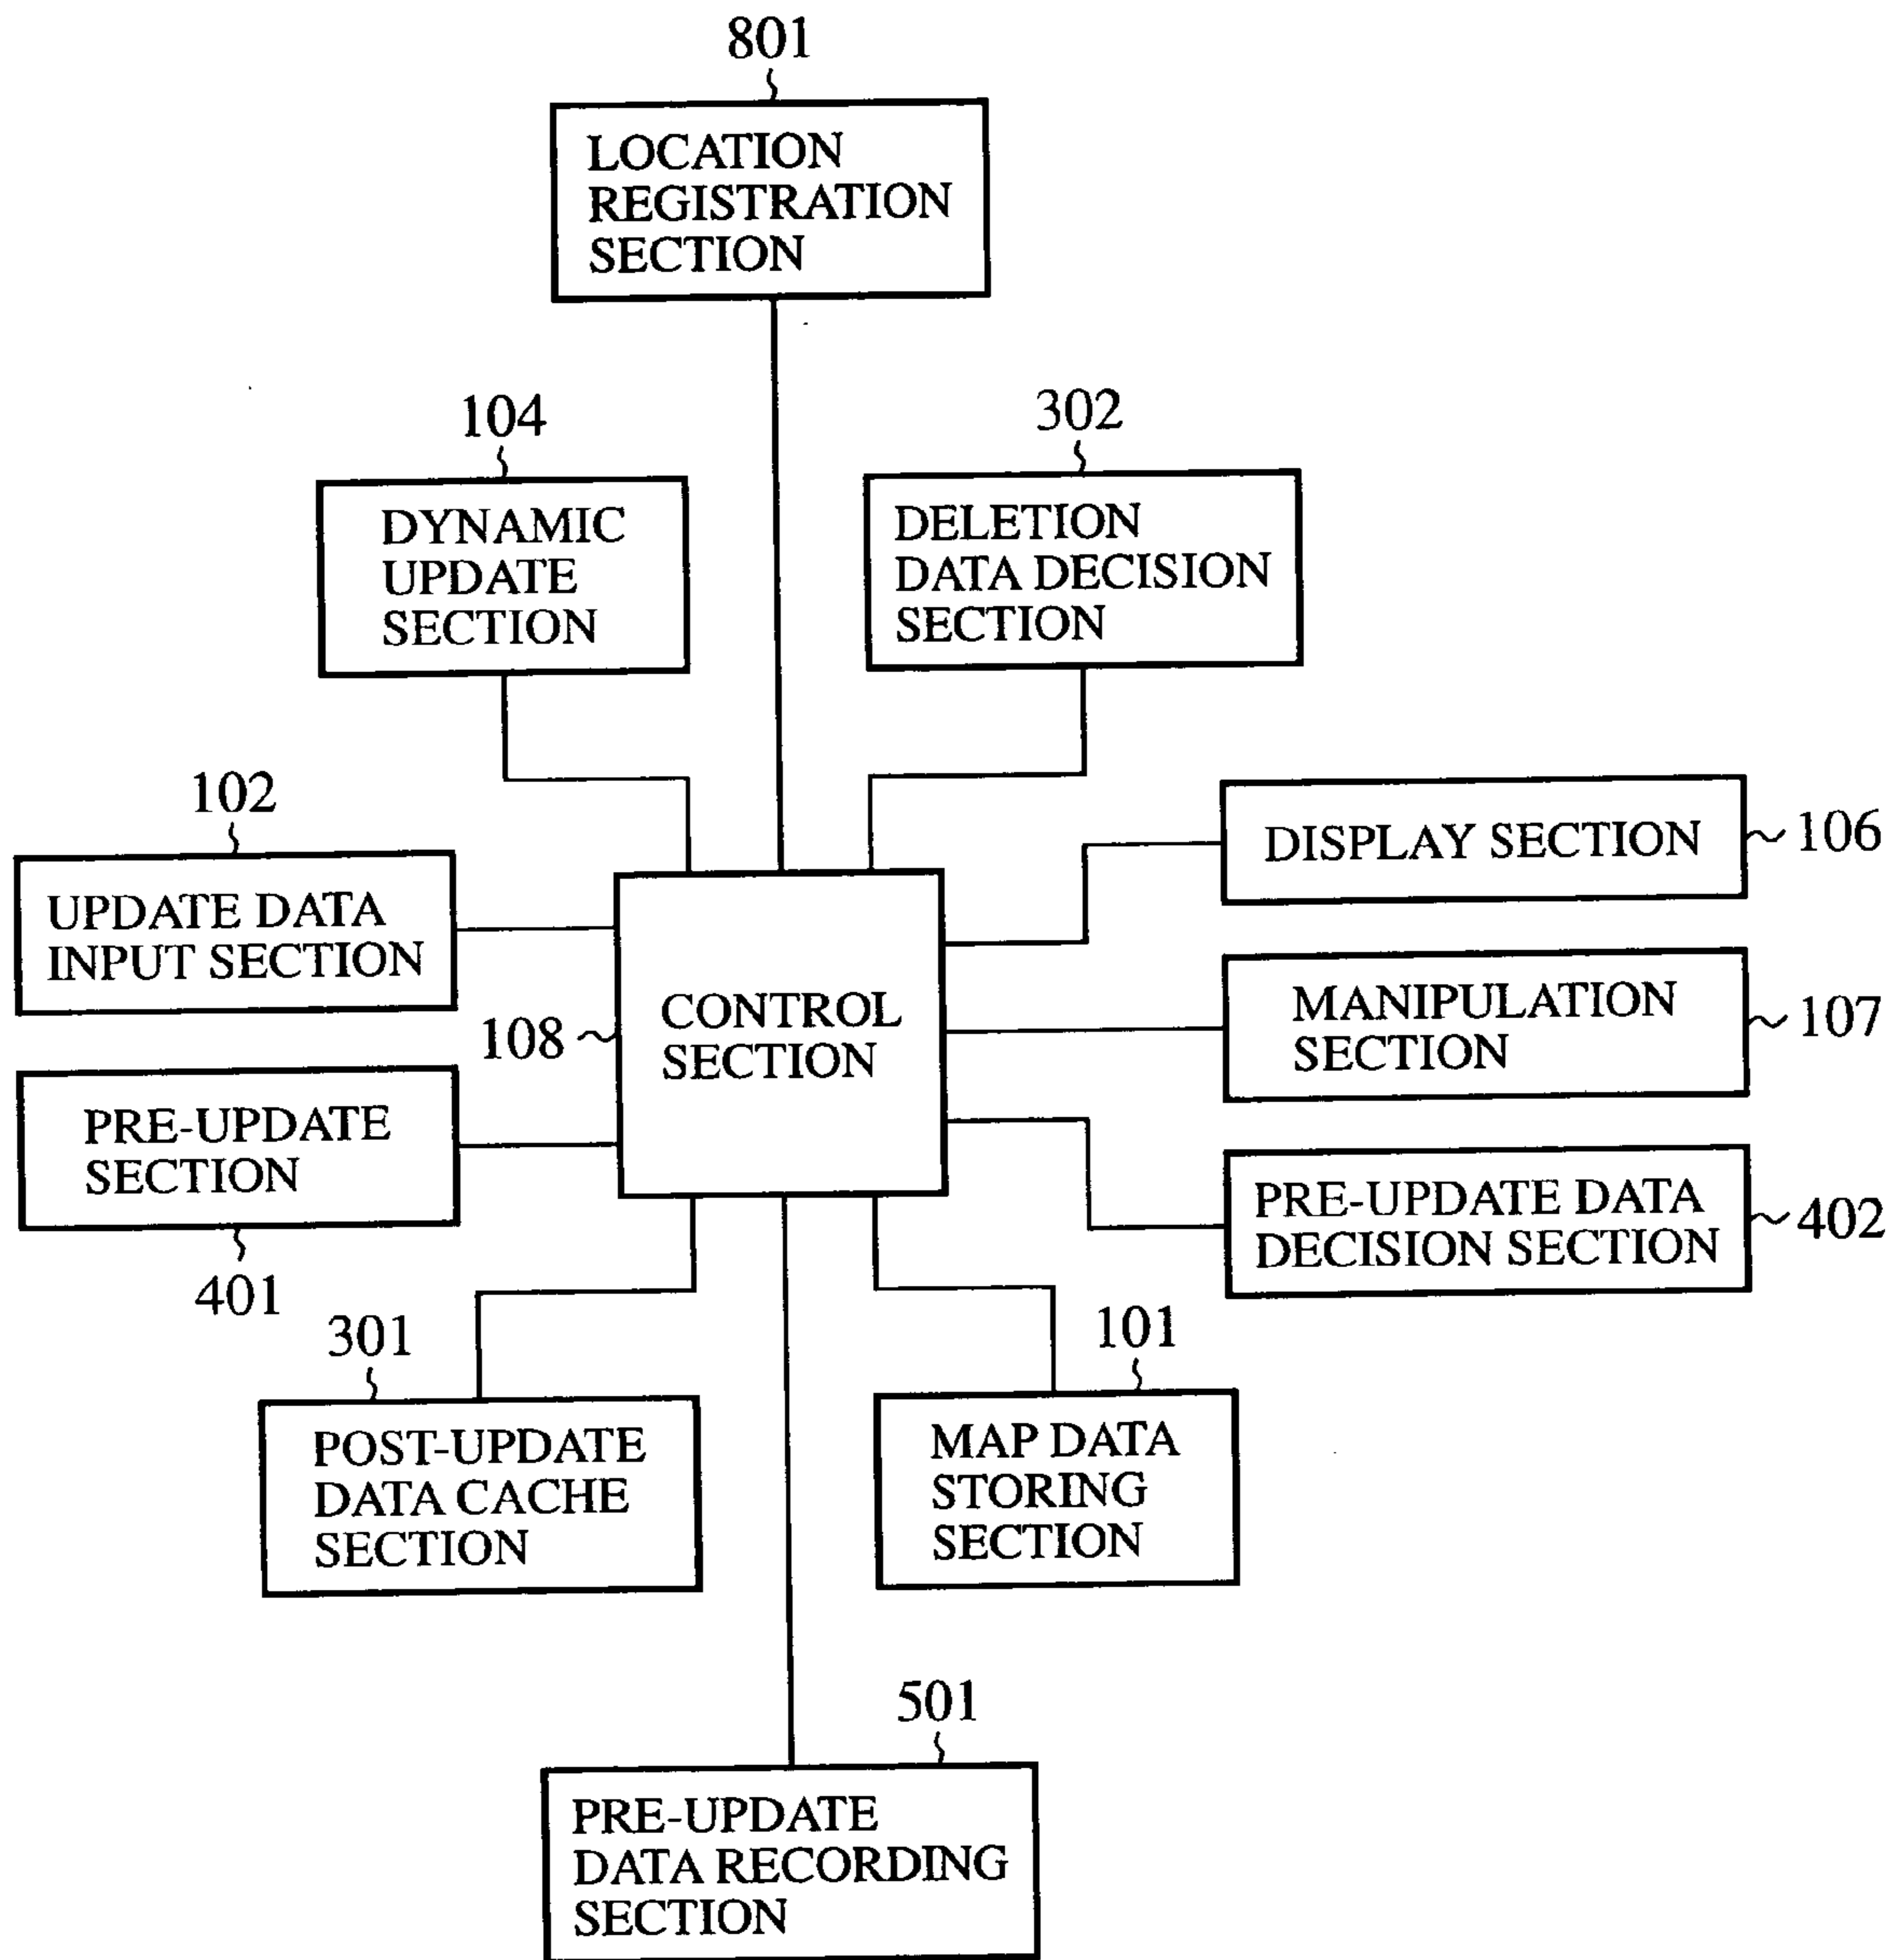 801
LOCATION
REGISTRATION
SECTION
104
DYNAMIC
UPDATE
SECTION
302
DELETION
DATA DECISION
SECTION
102
UPDATE DATA
INPUT SECTION
DISPLAY SECTION
106
108
CONTROL
SECTION
MANIPULATION
SECTION
107
PRE-UPDATE
SECTION
401
PRE-UPDATE DATA
DECISION SECTION
402
301
POST-UPDATE
DATA CACHE
SECTION
101
MAP DATA
STORING
SECTION
501
PRE-UPDATE
DATA RECORDING
SECTION